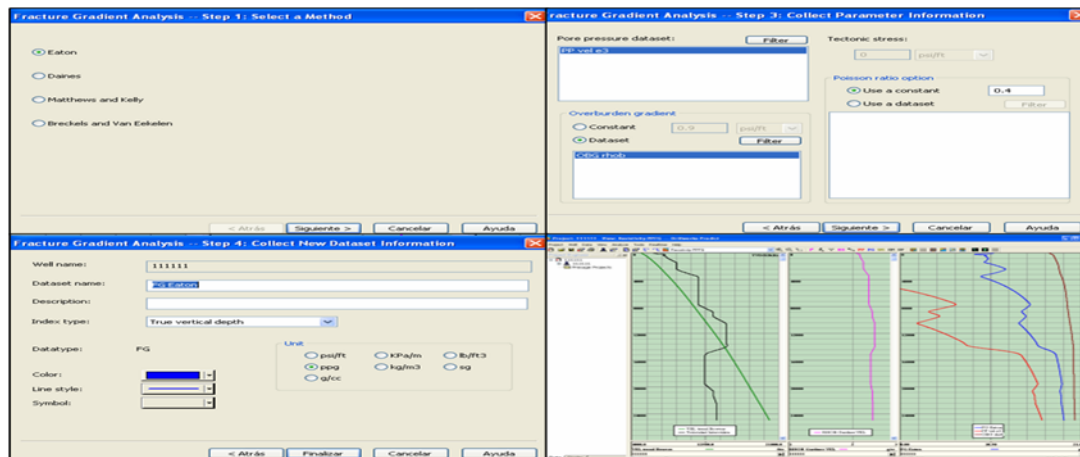 Fracture Gradient Analysis -- Step 1: Select a Method
Eaton
Daines
Matthews and Kelly
Breckels and Van Eekelen
< Atrás
Siguiente >
Cancelar
Ayuda
Fracture Gradient Analysis -- Step 3: Collect Parameter Information
Pore pressure dataset:
Filter
PP vel e3
Overburden gradient
Constant
0.9
psi/ft
Dataset
Filter
OBG rhob
Tectonic stress:
0
psi/ft
Poisson ratio option
Use a constant
0.4
Use a dataset
Filter
< Atrás
Siguiente >
Cancelar
Ayuda
Fracture Gradient Analysis -- Step 4: Collect New Dataset Information
Well name:
111111
Dataset name:
FG Eaton
Description:
Index type:
True vertical depth
Datatype:
FG
Unit
psi/ft
KPa/m
lb/ft3
ppg
kg/m3
sg
g/cc
Color:
Line style:
Symbol:
< Atrás
Finalizar
Cancelar
Ayuda